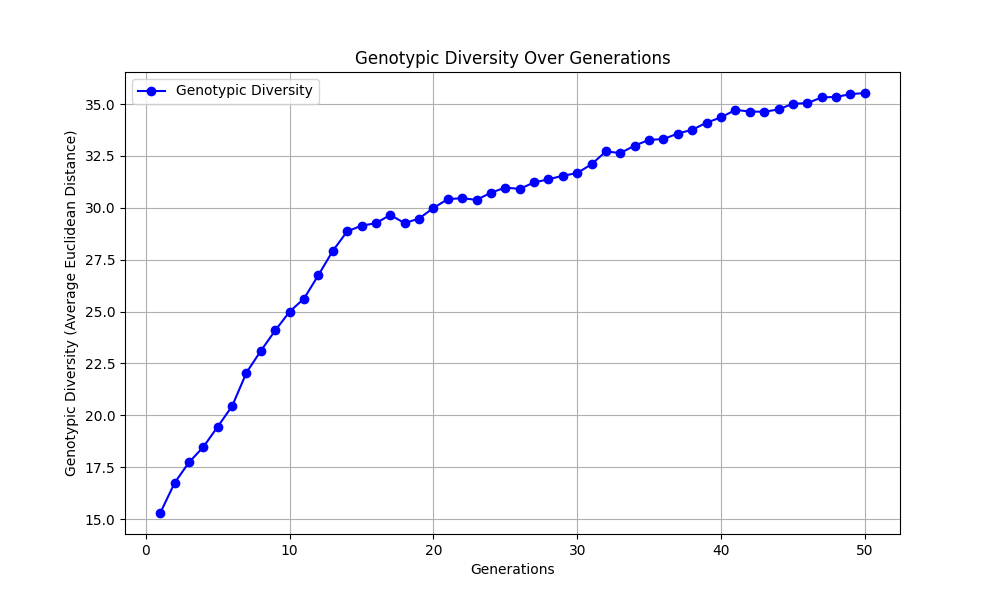 Genotypic Diversity Over Generations
Genotypic Diversity
Genotypic Diversity (Average Euclidean Distance)
35.0
32.5
30.0
27.5
25.0
22.5
20.0
17.5
15.0
0 10 20 30 40 50
Generations